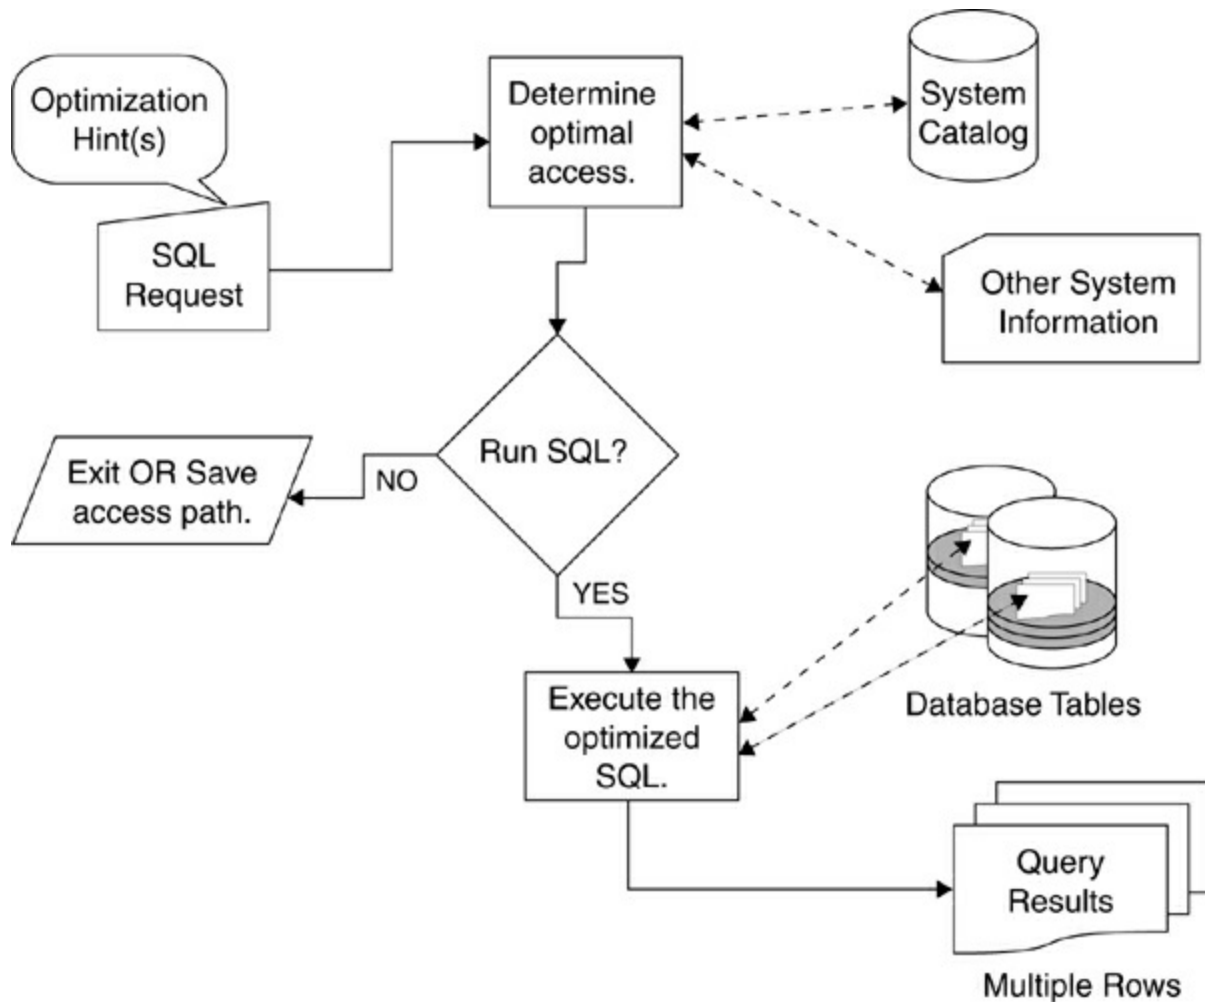 Optimization
Hint(s)
SQL
Request
Determine
optimal
access.
System
Catalog
Other System
Information
Run SQL?
NO
Exit OR Save
access path.
YES
Execute the
optimized
SQL.
Database Tables
Query
Results
Multiple Rows